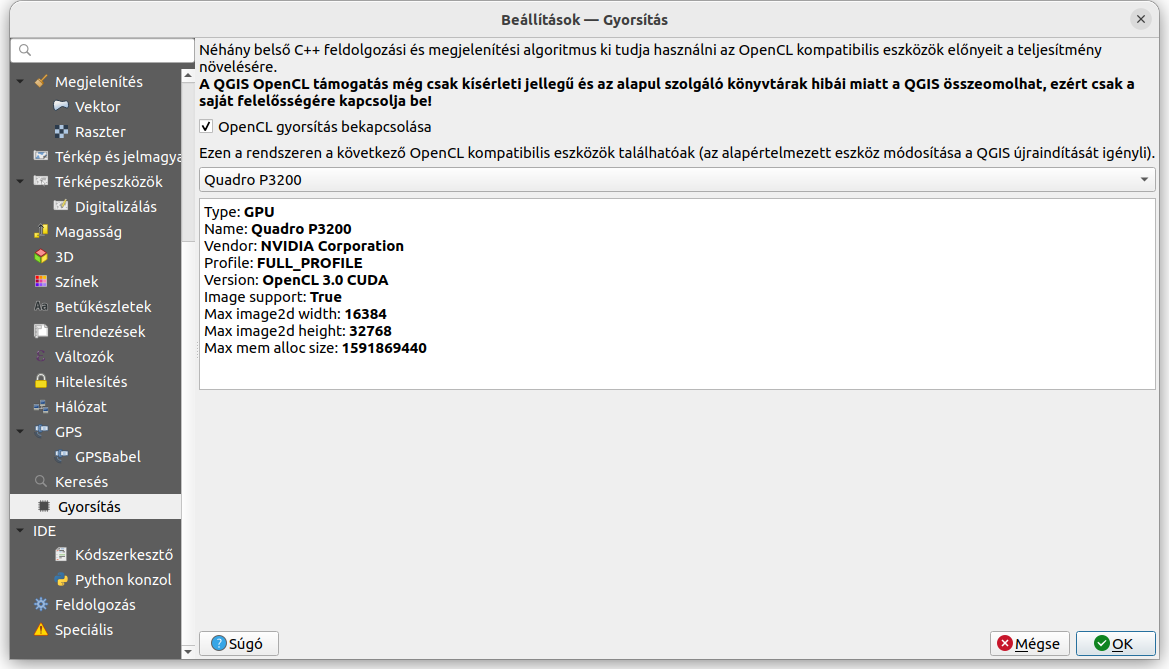 Beállítások — Gyorsítás
Néhány belső C++ feldolgozási és megjelenítési algoritmus ki tudja használni az OpenCL kompatibilis eszközök előnyeit a teljesítmény
növelésére.
A QGIS OpenCL támogatás még csak kísérleti jellegű és az alapul szolgáló könyvtárak hibái miatt a QGIS összeomolhat, ezért csak a
saját felelősségére kapcsolja be!
OpenCL gyorsítás bekapcsolása
Ezen a rendszeren a következő OpenCL kompatibilis eszközök találhatóak (az alapértelmezett eszköz módosítása a QGIS újraindítását igényli).
Quadro P3200
Type: GPU
Name: Quadro P3200
Vendor: NVIDIA Corporation
Profile: FULL_PROFILE
Version: OpenCL 3.0 CUDA
Image support: True
Max image2d width: 16384
Max image2d height: 32768
Max mem alloc size: 1591869440
Megjelenítés
Vektor
Raszter
Térkép és jelmagya
Térképeszközök
Digitalizálás
Magasság
3D
Színek
Betűkészletek
Elrendezések
Változók
Hitelesítés
Hálózat
GPS
GPSBabel
Keresés
Gyorsítás
IDE
Kódszerkesztő
Python konzol
Feldolgozás
Speciális
Súgó
Mégse
OK